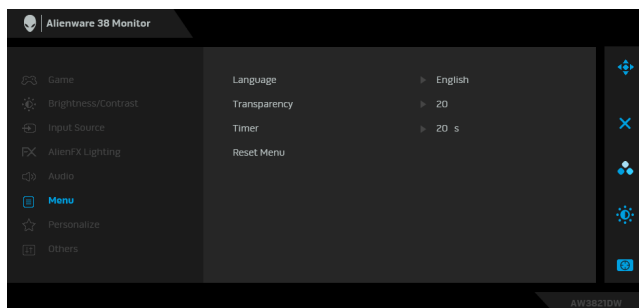 Alienware 38 Monitor
Game
Brightness/Contrast
Input Source
AlienFX Lighting
Audio
Menu
Personalize
Others
Language English
Transparency 20
Timer 20 s
Reset Menu
AW3821DW